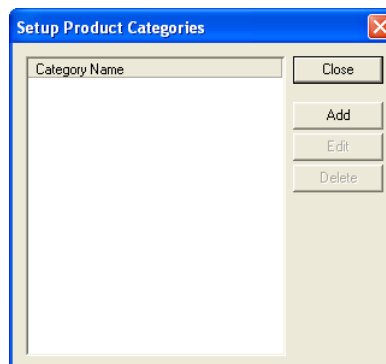 Setup Product Categories
Category Name
Close
Add
Edit
Delete